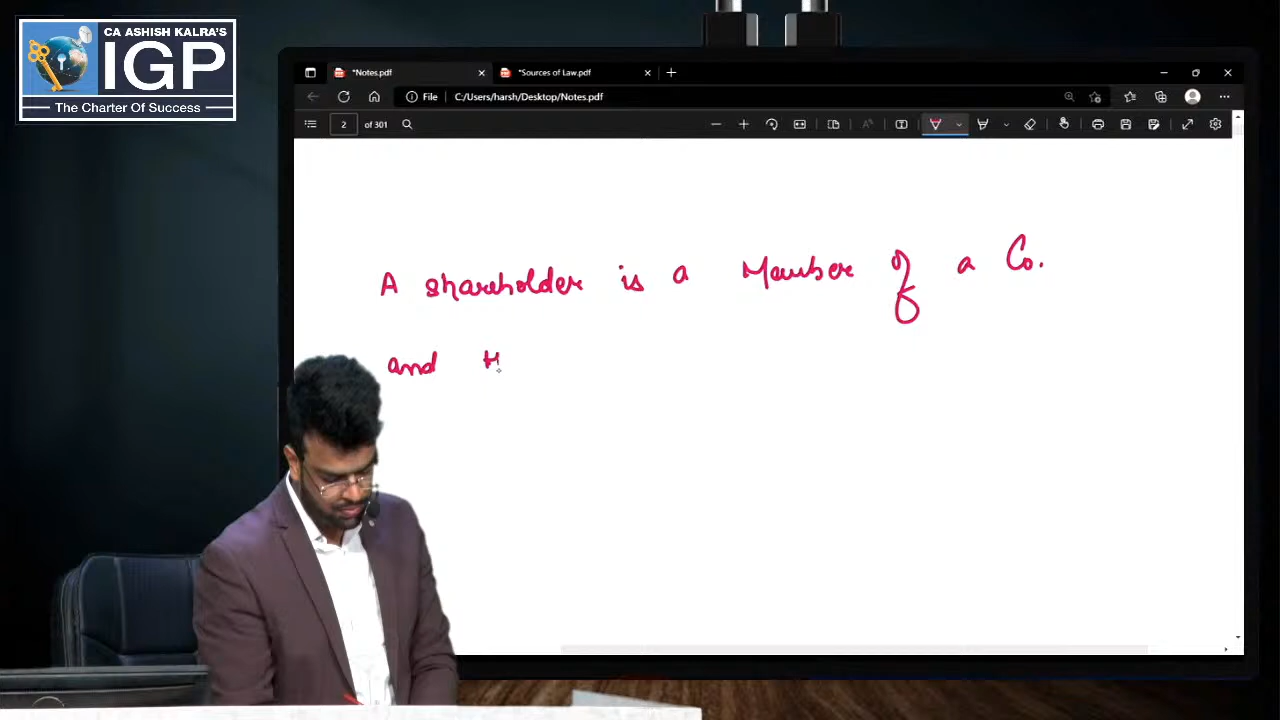 CA ASHISH KALRA'S
IGP
The Charter Of Success
*Notes.pdf
*Sources of Law.pdf
File
C:/Users/harsh/Desktop/Notes.pdf
2 of 301
A shareholder is a Member of a Co.
and